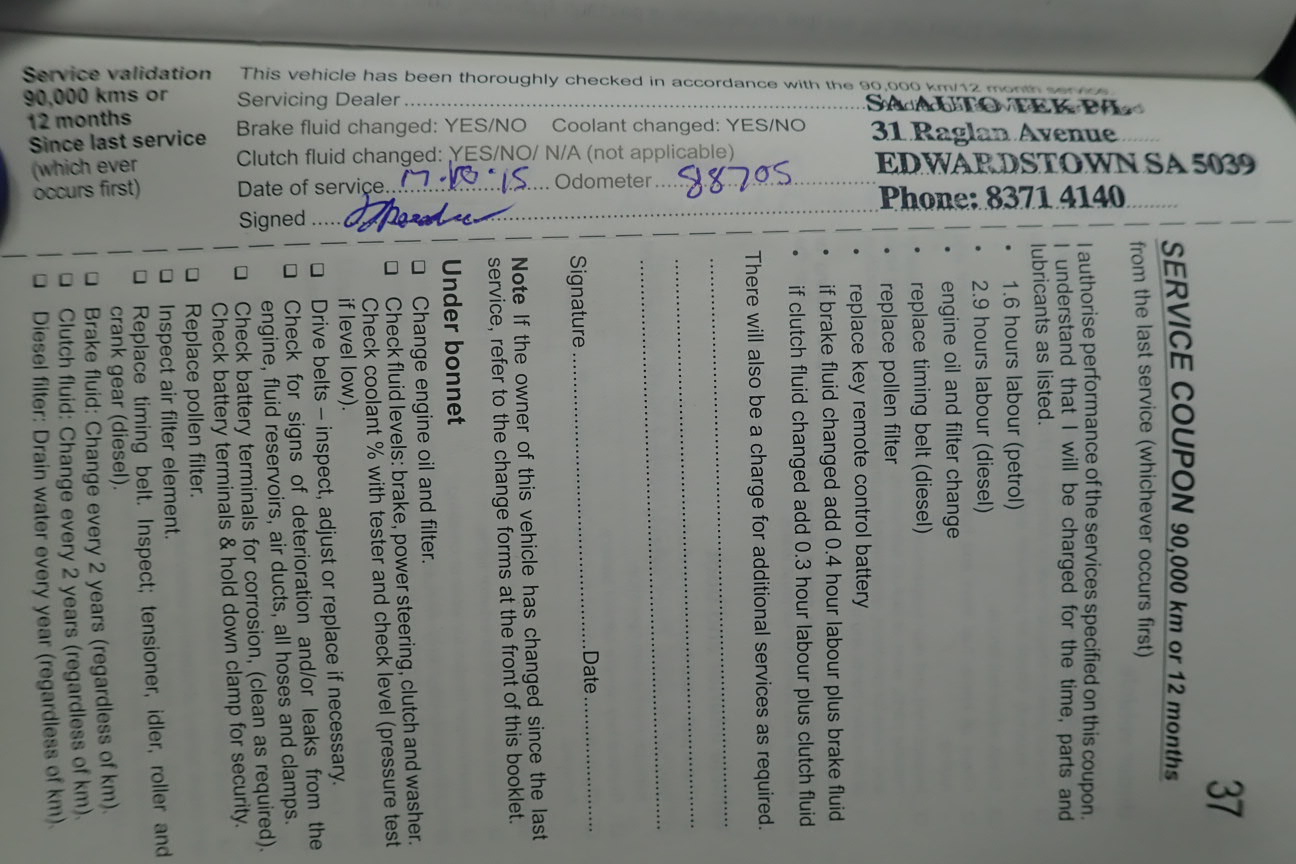 Service validation
90,000 kms or
12 months
Since last service
(which ever
occurs first)
This vehicle has been thoroughly checked in accordance with the 90,000 km/12 month service.
Servicing Dealer
SA AUTO TEK P/L
Brake fluid changed: YES/NO Coolant changed: YES/NO
31 Raglan Avenue
Clutch fluid changed: YES/NO/ N/A (not applicable)
EDWARDSTOWN SA 5039
Date of service 17.10.15 Odometer 88705
Phone: 8371 4140
Signed
37
SERVICE COUPON 90,000 km or 12 months
from the last service (whichever occurs first)
I authorise performance of the services specified on this coupon.
I understand that I will be charged for the time, parts and
lubricants as listed.
• 1.6 hours labour (petrol)
• 2.9 hours labour (diesel)
• engine oil and filter change
• replace timing belt (diesel)
• replace pollen filter
• replace key remote control battery
• if brake fluid changed add 0.4 hour labour plus brake fluid
• if clutch fluid changed add 0.3 hour labour plus clutch fluid
There will also be a charge for additional services as required.
Signature Date
Note If the owner of this vehicle has changed since the last
service, refer to the change forms at the front of this booklet.
Under bonnet
❑ Change engine oil and filter.
❑ Check fluid levels: brake, power steering, clutch and washer.
Check coolant % with tester and check level (pressure test
if level low).
❑ Drive belts – inspect, adjust or replace if necessary.
❑ Check for signs of deterioration and/or leaks from the
engine, fluid reservoirs, air ducts, all hoses and clamps.
❑ Check battery terminals for corrosion, (clean as required).
Check battery terminals & hold down clamp for security.
❑ Replace pollen filter.
❑ Inspect air filter element.
❑ Replace timing belt. Inspect; tensioner, idler, roller and
crank gear (diesel).
❑ Brake fluid: Change every 2 years (regardless of km).
❑ Clutch fluid: Change every 2 years (regardless of km).
❑ Diesel filter: Drain water every year (regardless of km).